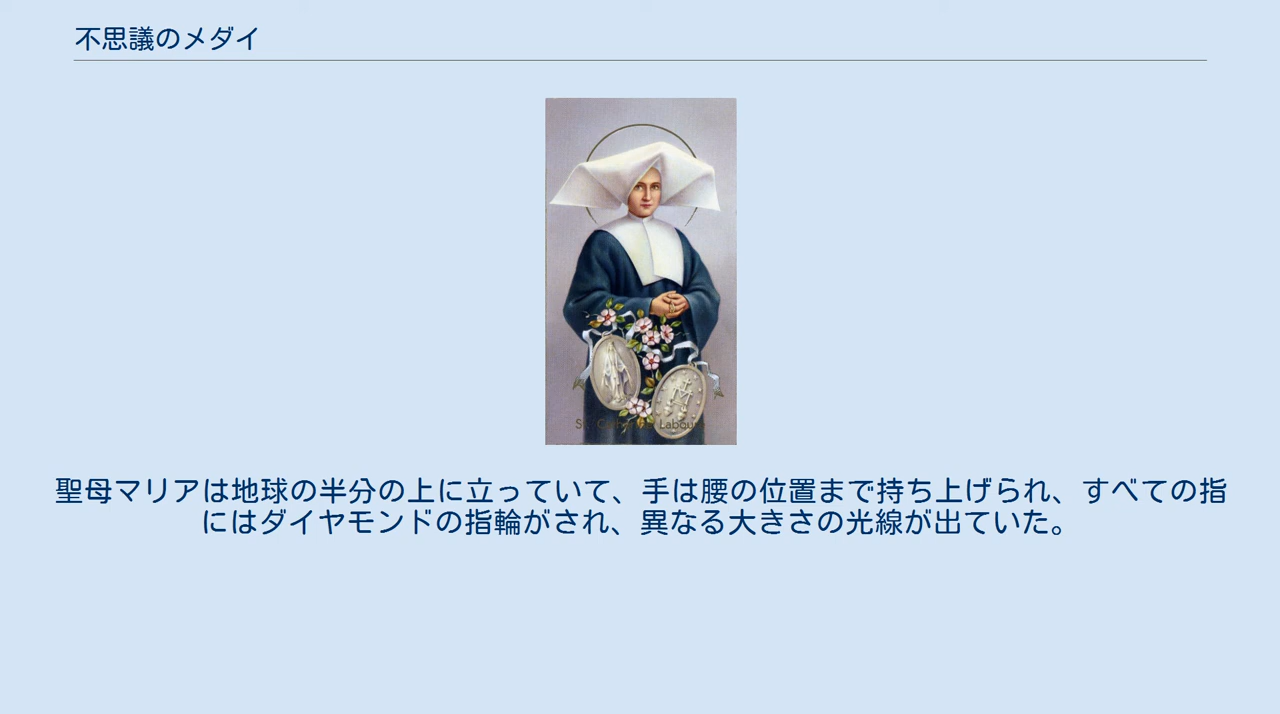 不思議のメダイ
St. Catherine Labouré
聖母マリアは地球の半分の上に立っていて、手は腰の位置まで持ち上げられ、すべての指
にはダイヤモンドの指輪がされ、異なる大きさの光線が出ていた。